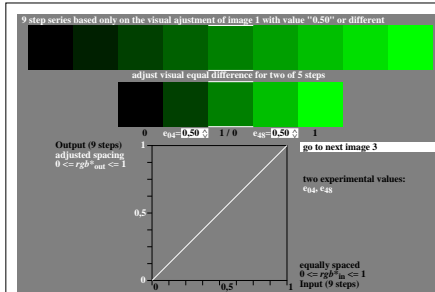 9 step series based only on the visual ajustment of image 1 with value "0.50" or different
adjust visual equal difference for two of 5 steps
0 e04=0,50 1 / 0 e48=0,50 1
Output (9 steps)
adjusted spacing
0 <= rgb*out <= 1
go to next image 3
two experimental values:
e04, e48
1
0,5
0
0 0,5 1
equally spaced
0 <= rgb*in <= 1
Input (9 steps)